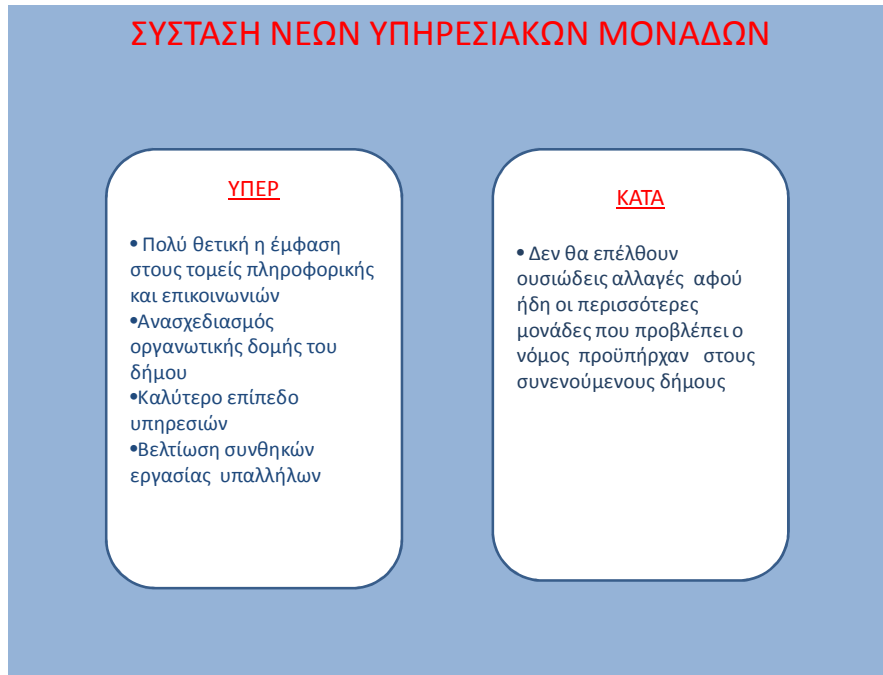 ΣΥΣΤΑΣΗ ΝΕΩΝ ΥΠΗΡΕΣΙΑΚΩΝ ΜΟΝΑΔΩΝ
ΥΠΕΡ
• Πολύ θετική η έμφαση
στους τομείς πληροφορικής
και επικοινωνιών
•Ανασχεδιασμός
οργανωτικής δομής του
δήμου
•Καλύτερο επίπεδο
υπηρεσιών
•Βελτίωση συνθηκών
εργασίας υπαλλήλων
ΚΑΤΑ
• Δεν θα επέλθουν
ουσιώδεις αλλαγές αφού
ήδη οι περισσότερες
μονάδες που προβλέπει ο
νόμος προϋπήρχαν στους
συνενούμενους δήμους